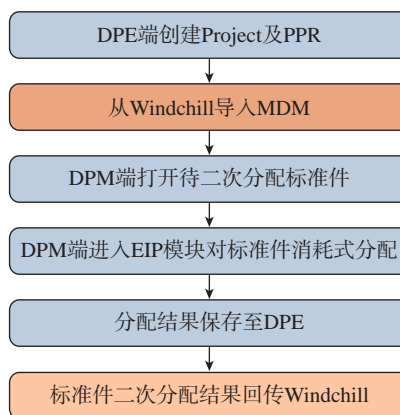 DPE端创建Project及PPR
从Windchill导入MDM
DPM端打开待二次分配标准件
DPM端进入EIP模块对标准件消耗式分配
分配结果保存至DPE
标准件二次分配结果回传Windchill